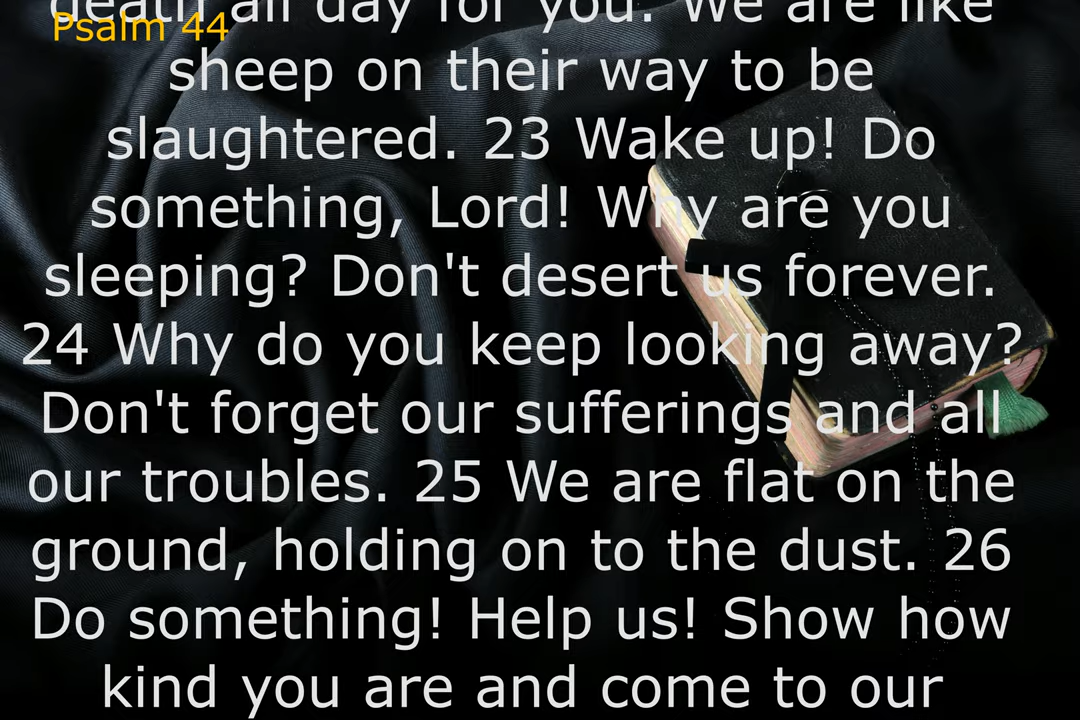 death all day for you. We are like
Psalm 44
sheep on their way to be
slaughtered. 23 Wake up! Do
something, Lord! Why are you
sleeping? Don't desert us forever.
24 Why do you keep looking away?
Don't forget our sufferings and all
our troubles. 25 We are flat on the
ground, holding on to the dust. 26
Do something! Help us! Show how
kind you are and come to our